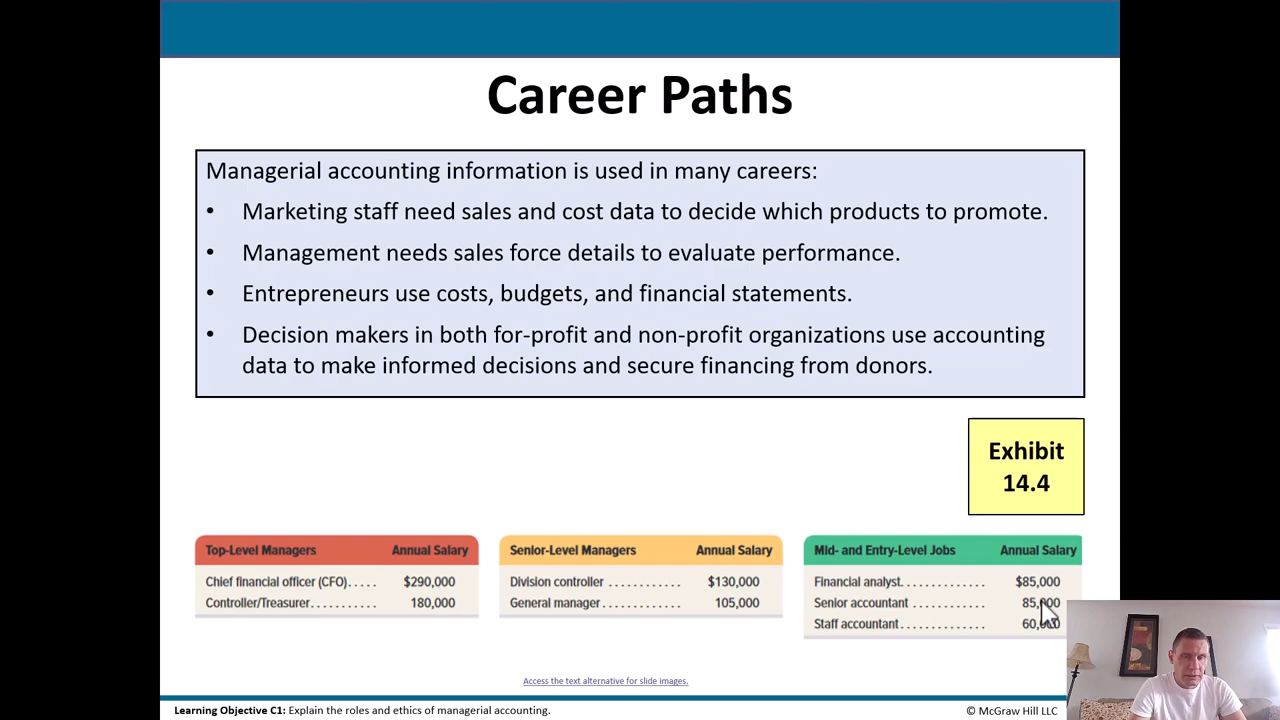 Career Paths
Managerial accounting information is used in many careers:
• Marketing staff need sales and cost data to decide which products to promote.
• Management needs sales force details to evaluate performance.
• Entrepreneurs use costs, budgets, and financial statements.
• Decision makers in both for-profit and non-profit organizations use accounting
data to make informed decisions and secure financing from donors.
Exhibit
14.4
Top-Level Managers Annual Salary
Chief financial officer (CFO)..... $290,000
Controller/Treasurer........... 180,000
Senior-Level Managers Annual Salary
Division controller ............ $130,000
General manager............. 105,000
Mid- and Entry-Level Jobs Annual Salary
Financial analyst............. $85,000
Senior accountant ............ 85,000
Staff accountant............. 60,000
Access the text alternative for slide images.
Learning Objective C1: Explain the roles and ethics of managerial accounting.
© McGraw Hill LLC